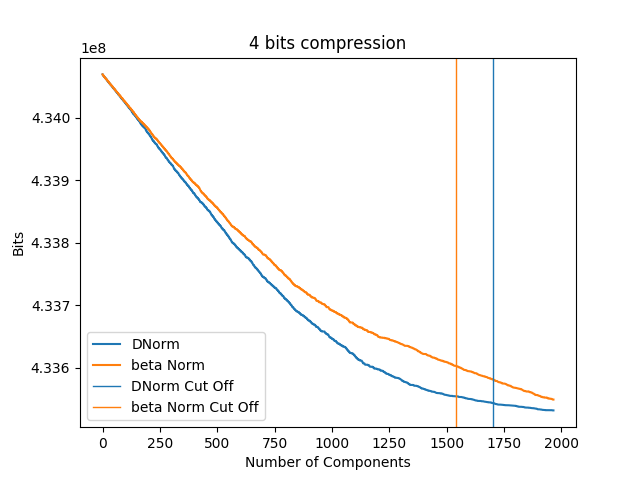 4 bits compression
1e8
4.340
4.339
4.338
4.337
4.336
Bits
DNorm
beta Norm
DNorm Cut Off
beta Norm Cut Off
0 250 500 750 1000 1250 1500 1750 2000
Number of Components